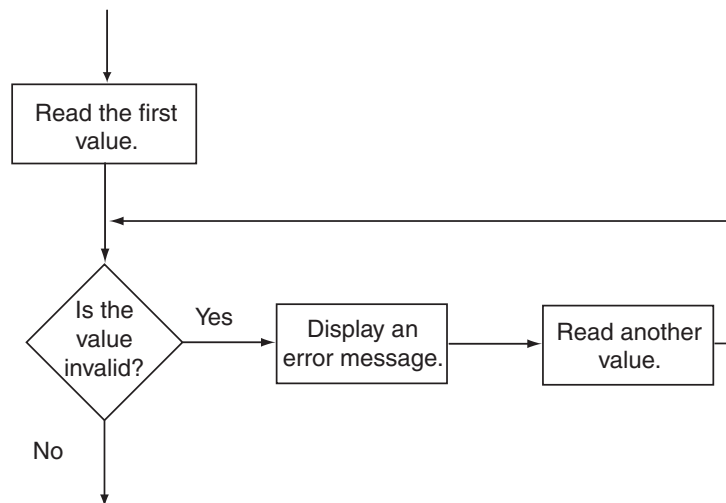 Read the first
value.
Is the
value
invalid?
Yes
Display an
error message.
Read another
value.
No